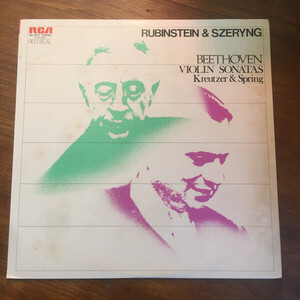 RCA
RED SEAL
RUBINSTEIN & SZERYNG
BEETHOVEN
VIOLIN SONATAS
Kreutzer & Spring